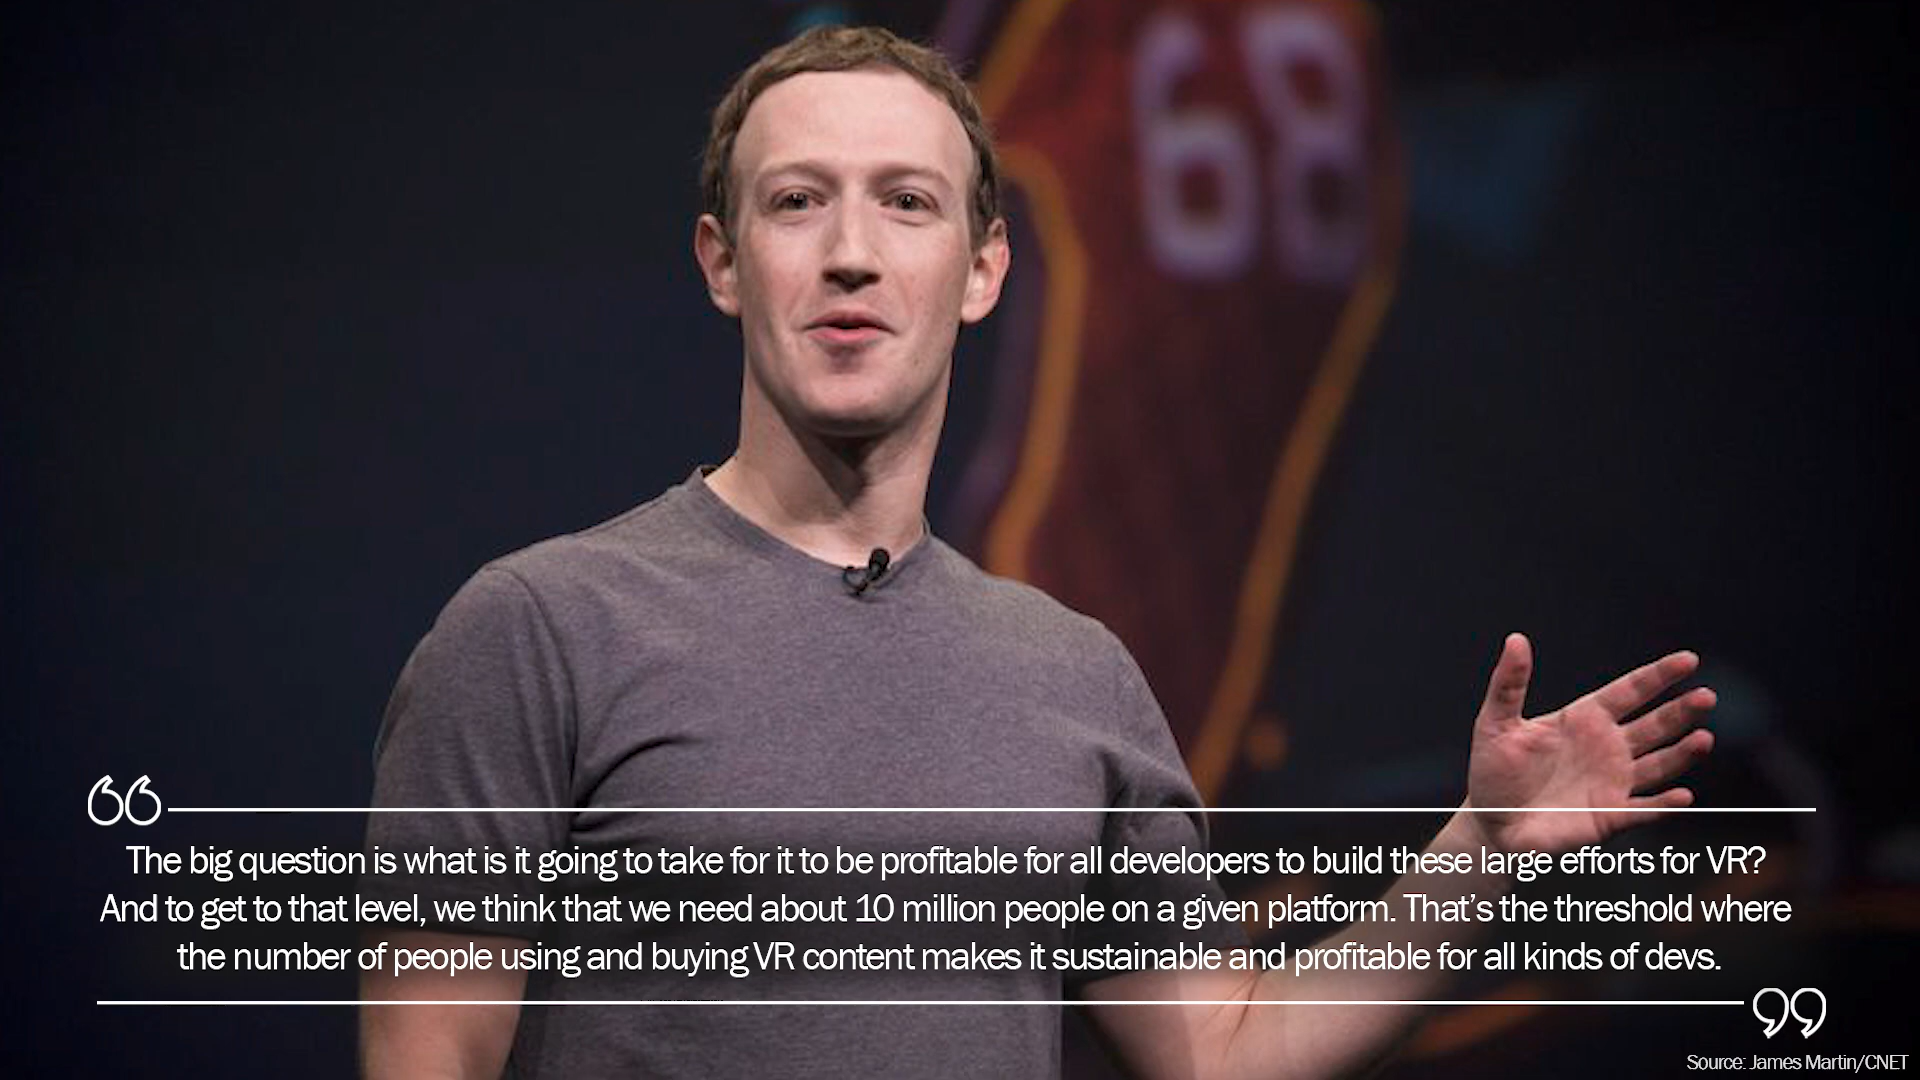 68
The big question is what is it going to take for it to be profitable for all developers to build these large efforts for VR?
And to get to that level, we think that we need about 10 million people on a given platform. That’s the threshold where
the number of people using and buying VR content makes it sustainable and profitable for all kinds of devs.
Source: James Martin/CNET